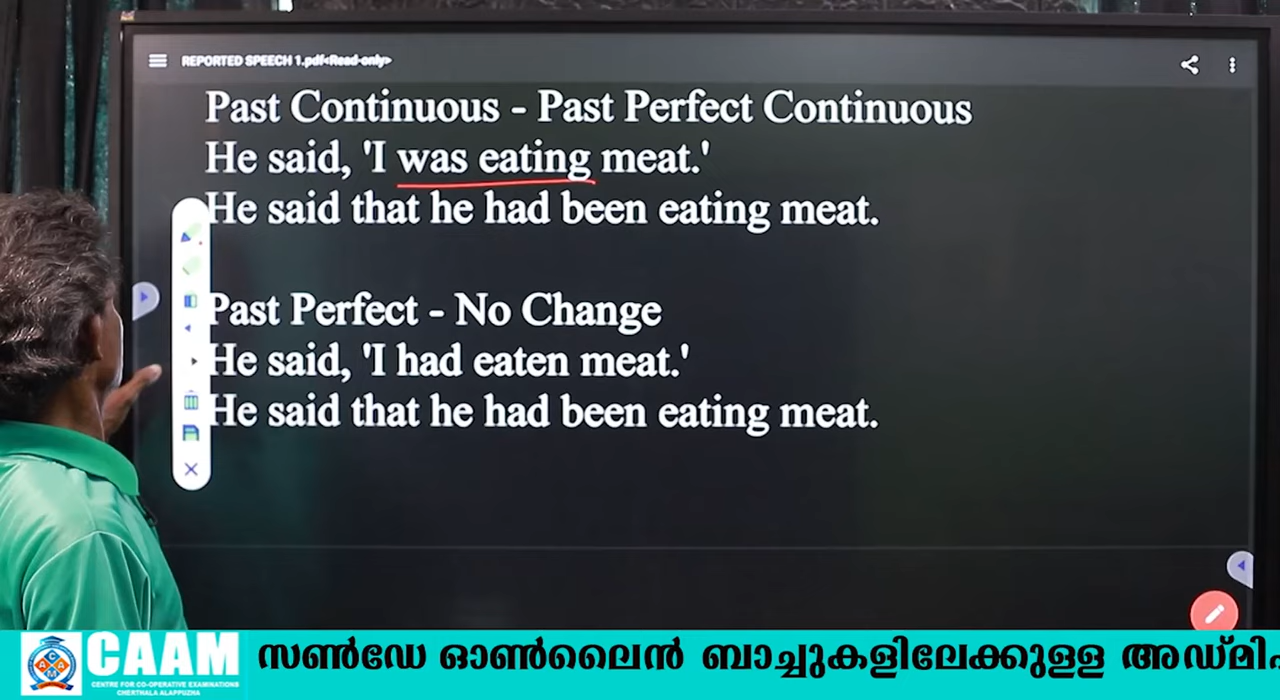 REPORTED SPEECH 1.pdf<Read-only>
Past Continuous - Past Perfect Continuous
He said, 'I was eating meat.'
He said that he had been eating meat.
Past Perfect - No Change
He said, 'I had eaten meat.'
He said that he had been eating meat.
CAAM
CENTRE FOR CO-OPERATIVE EXAMINATIONS
CHERTHALA ALAPPUZHA
സൺഡേ ഓൺലൈൻ ബാച്ചുകളിലേക്കുളള